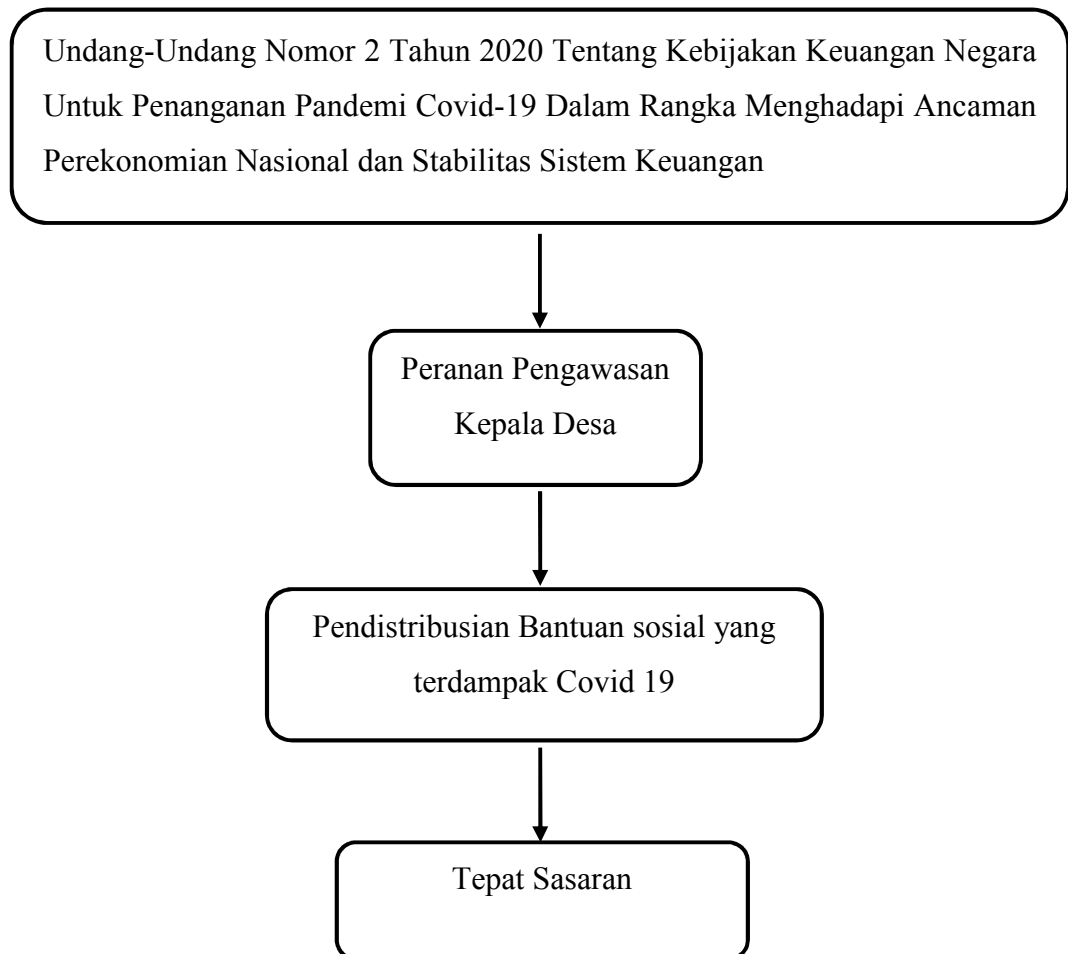 Undang-Undang Nomor 2 Tahun 2020 Tentang Kebijakan Keuangan Negara
Untuk Penanganan Pandemi Covid-19 Dalam Rangka Menghadapi Ancaman
Perekonomian Nasional dan Stabilitas Sistem Keuangan
Peranan Pengawasan
Kepala Desa
Pendistribusian Bantuan sosial yang
terdampak Covid 19
Tepat Sasaran